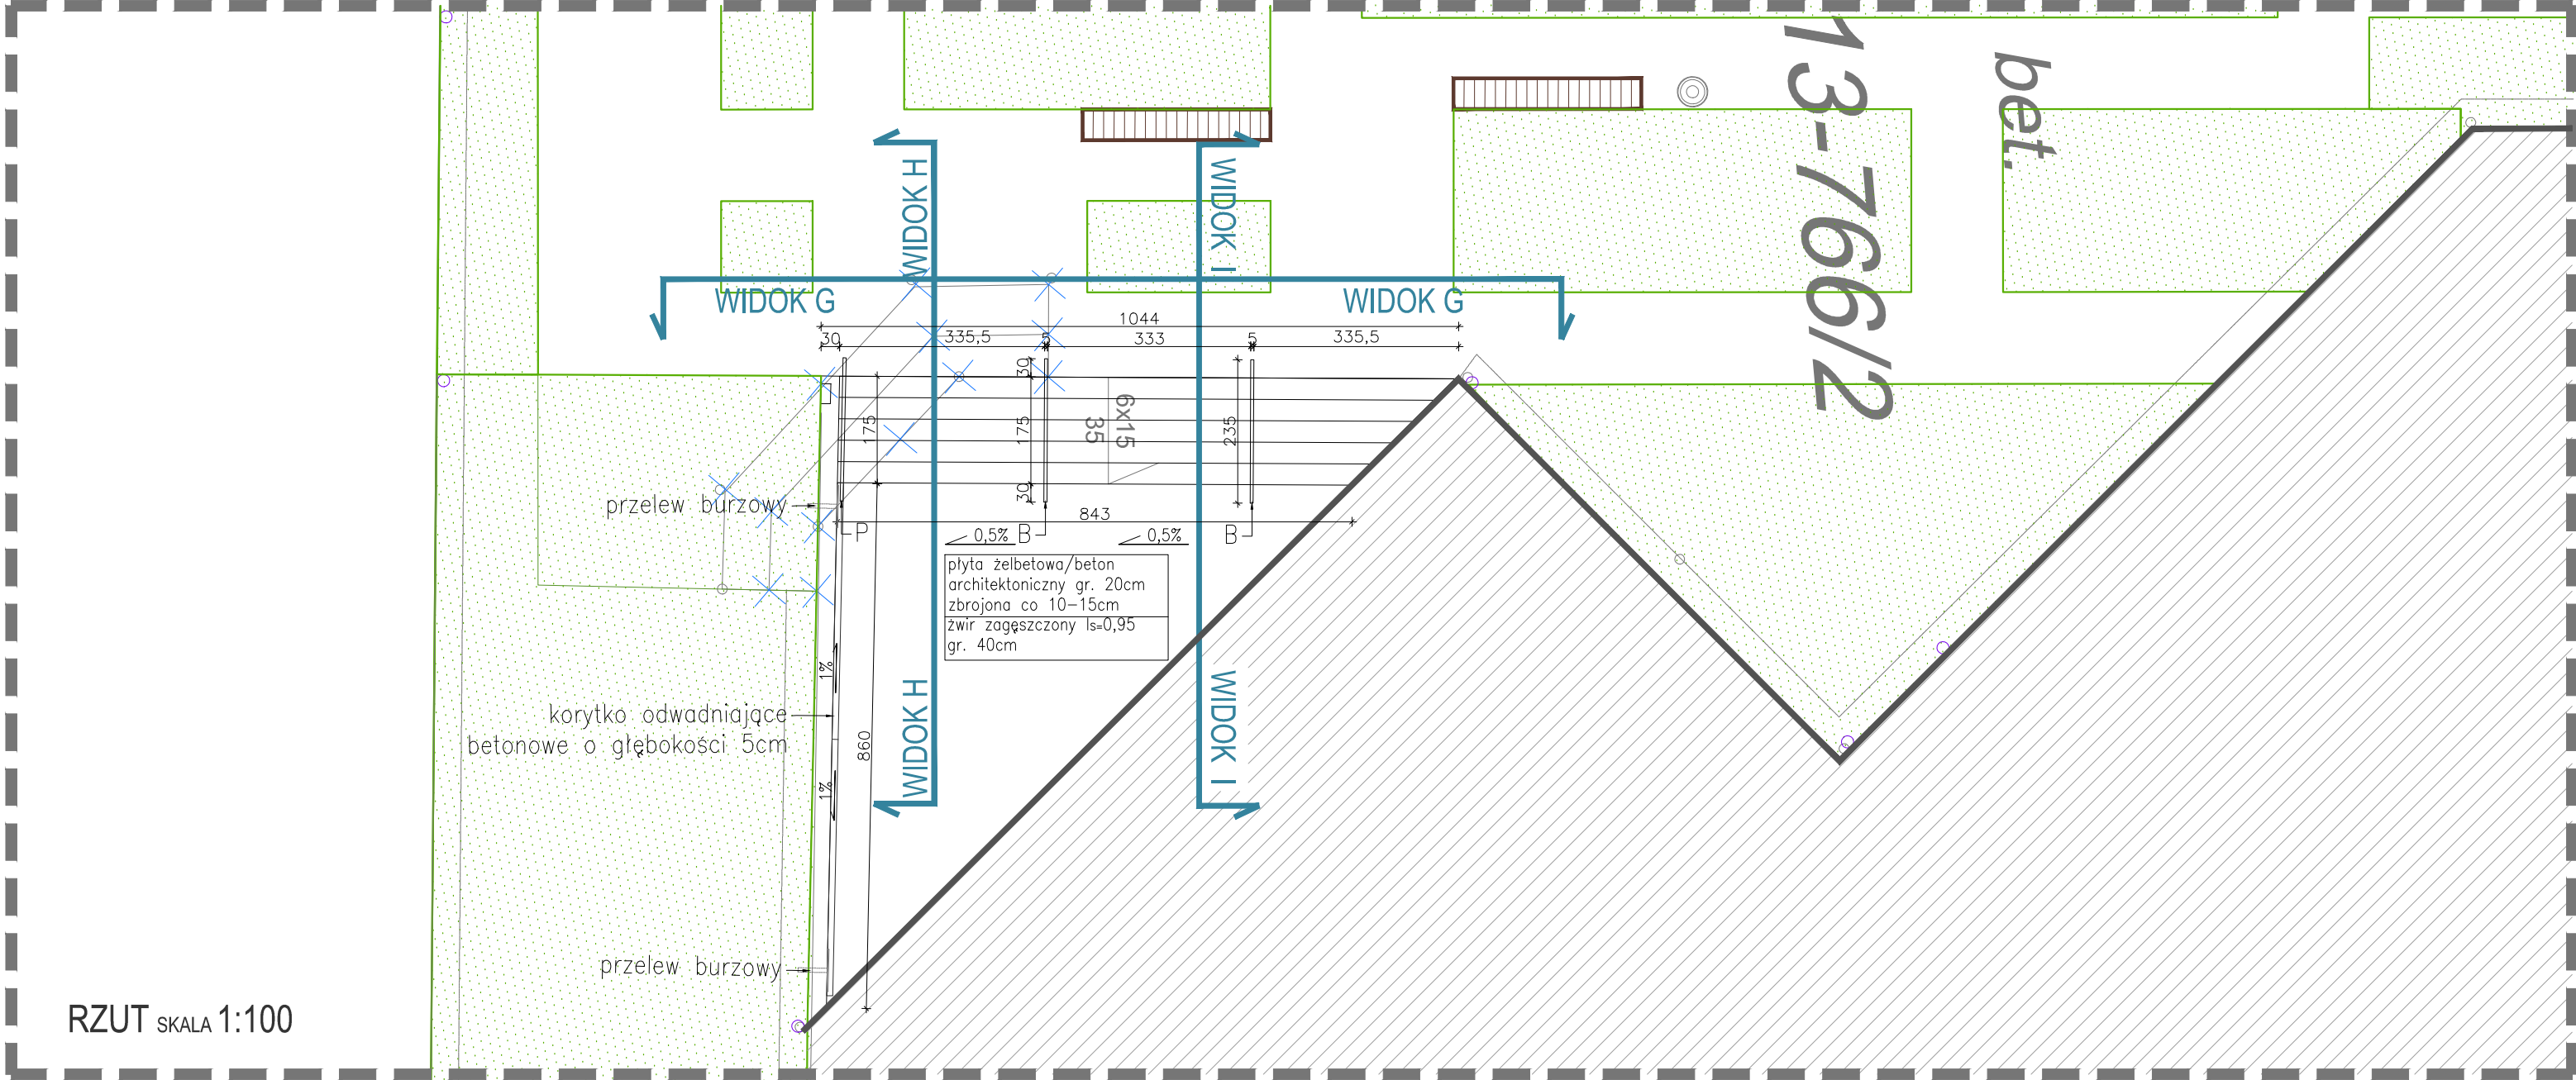 13-766/2
bet.
WIDOK H
WIDOK I
WIDOK G
WIDOK G
1044
30
335,5
5
333
5
335,5
30
175
175
235
6x15
35
30
przelew burzowy
P
843
0,5%
B
0,5%
B
płyta żelbetowa/beton
architektoniczny gr. 20cm
zbrojona co 10-15cm
żwir zagęszczony Is=0,95
gr. 40cm
1%
WIDOK H
WIDOK I
korytko odwadniające
betonowe o głębokości 5cm
860
1%
przelew burzowy
RZUT SKALA 1:100